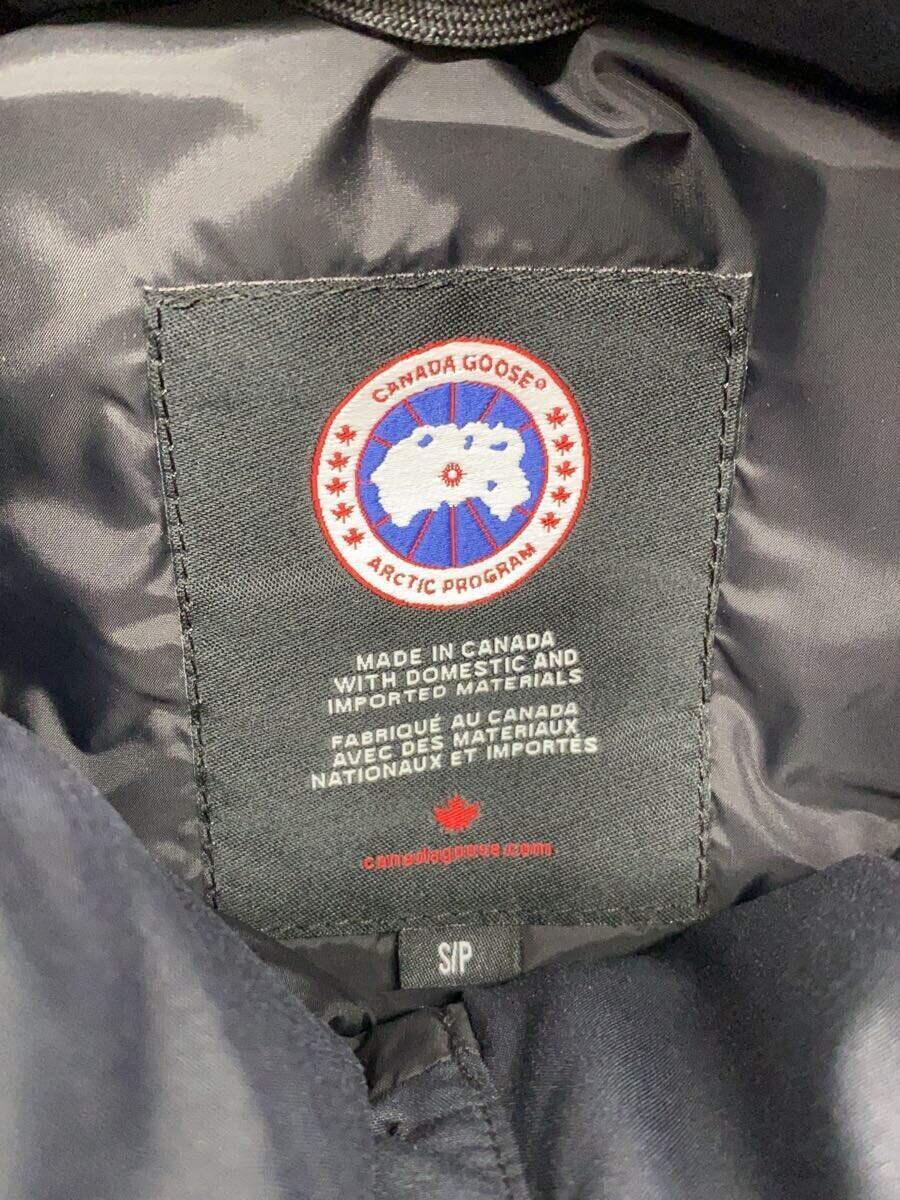 CANADA GOOSE®
ARCTIC PROGRAM
MADE IN CANADA
WITH DOMESTIC AND
IMPORTED MATERIALS
FABRIQUÉ AU CANADA
AVEC DES MATERIAUX
NATIONAUX ET IMPORTÉS
canadagoose.com
S/P